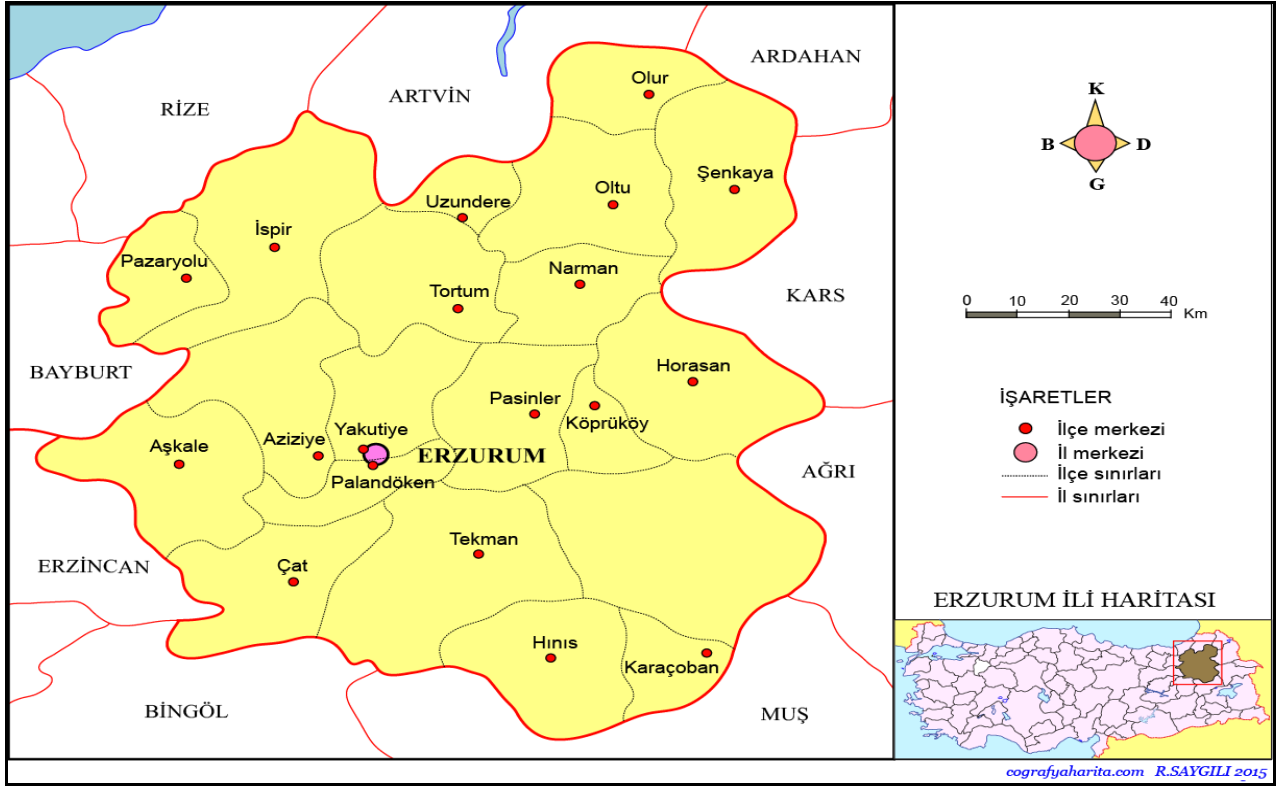 ARDAHAN
Olur
RİZE
ARTVİN
K
B
D
G
Şenkaya
Oltu
Uzundere
İspir
Pazaryolu
Narman
Tortum
KARS
0 10 20 30 40 Km
BAYBURT
Horasan
Pasinler
Köprüköy
Yakutiye
Aziziye
Aşkale
ERZURUM
Palandöken
AĞRI
İŞARETLER
İlçe merkezi
İl merkezi
İlçe sınırları
İl sınırları
ERZİNCAN
Çat
Tekman
ERZURUM İLİ HARİTASI
Hınıs
Karaçoban
BİNGÖL
MUŞ
cografyaharita.com R.SAYGILI 2015